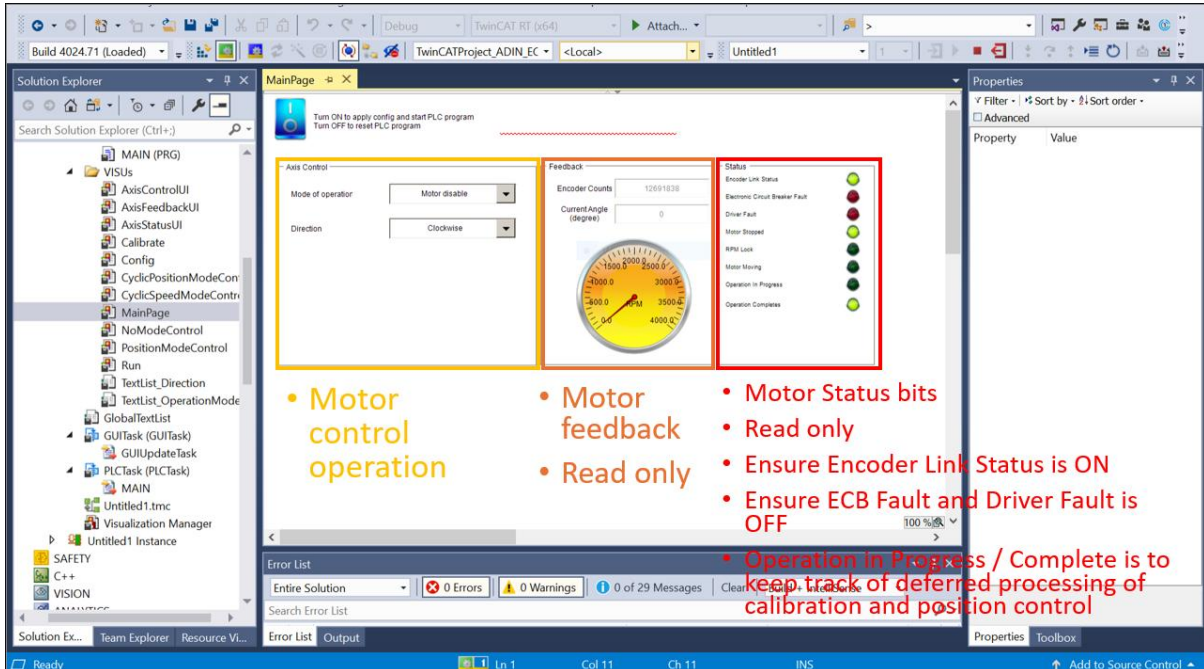 Debug
TwinCAT RT (x64)
Attach...
>
Build 4024.71 (Loaded)
TwinCATProject_ADIN_EC
<Local>
Untitled1
1
Solution Explorer
Search Solution Explorer (Ctrl+;)
MAIN (PRG)
VISUs
AxisControlUI
AxisFeedbackUI
AxisStatusUI
Calibrate
Config
CyclicPositionModeCon
CyclicSpeedModeContr
MainPage
NoModeControl
PositionModeControl
Run
TextList_Direction
TextList_OperationMode
GlobalTextList
GUITask (GUITask)
GUIUpdateTask
PLCTask (PLCTask)
MAIN
Untitled1.tmc
Visualization Manager
Untitled1 Instance
SAFETY
C++
VISION
Solution Ex...
Team Explorer
Resource Vi...
MainPage
Turn ON to apply config and start PLC program
Turn OFF to reset PLC program
Axis Control
Mode of operation
Motor disable
Direction
Clockwise
Feedback
Encoder Counts
12691838
Current Angle
(degree)
0
0.0
500.0
1000.0
1500.0
2000.0
2500.0
3000.0
3500.0
4000.0
RPM
Status
Encoder Link Status
Electronic Circuit Breaker Fault
Driver Fault
Motor Stopped
RPM Lock
Motor Moving
Operation In Progress
Operation Completes
• Motor
control
operation
• Motor
feedback
• Read only
• Motor Status bits
• Read only
• Ensure Encoder Link Status is ON
• Ensure ECB Fault and Driver Fault is
OFF
• Operation in Progress / Complete is to
keep track of deferred processing of
calibration and position control
100 %
Error List
Entire Solution
0 Errors
0 Warnings
0 of 29 Messages
Clear
Build + IntelliSense
Search Error List
Error List
Output
Properties
Filter
Sort by
Sort order
Advanced
Property
Value
Properties
Toolbox
Ready
1
Ln 1
Col 11
Ch 11
INS
Add to Source Control